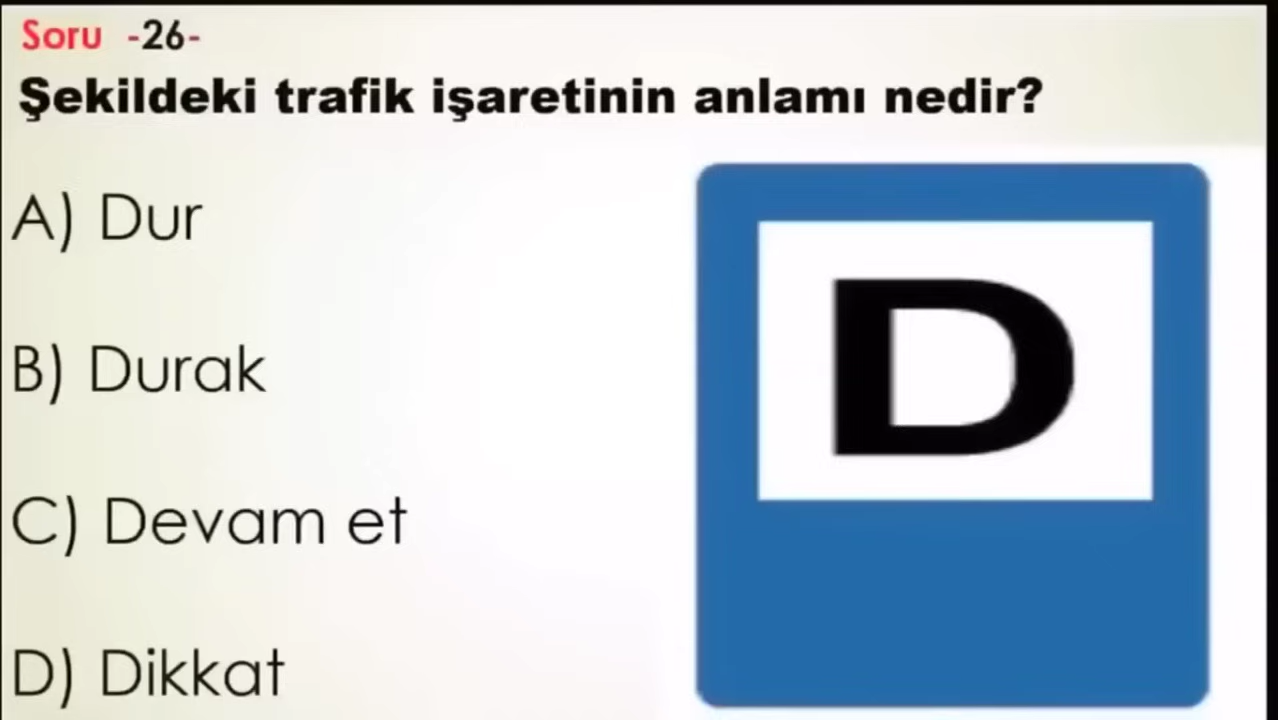 Soru -26-
Şekildeki trafik işaretinin anlamı nedir?
A) Dur
B) Durak
C) Devam et
D) Dikkat
D